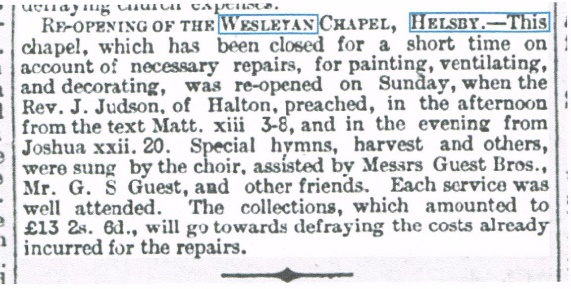 defraying church expenses.
RE-OPENING OF THE WESLEYAN CHAPEL, HELSBY.—This
chapel, which has been closed for a short time on
account of necessary repairs, for painting, ventilating,
and decorating, was re-opened on Sunday, when the
Rev. J. Judson, of Halton, preached, in the afternoon
from the text Matt. xiii 3-8, and in the evening from
Joshua xxii. 20. Special hymns, harvest and others,
were sung by the choir, assisted by Messrs Guest Bros.,
Mr. G. S Guest, and other friends. Each service was
well attended. The collections, which amounted to
£13 2s. 6d., will go towards defraying the costs already
incurred for the repairs.